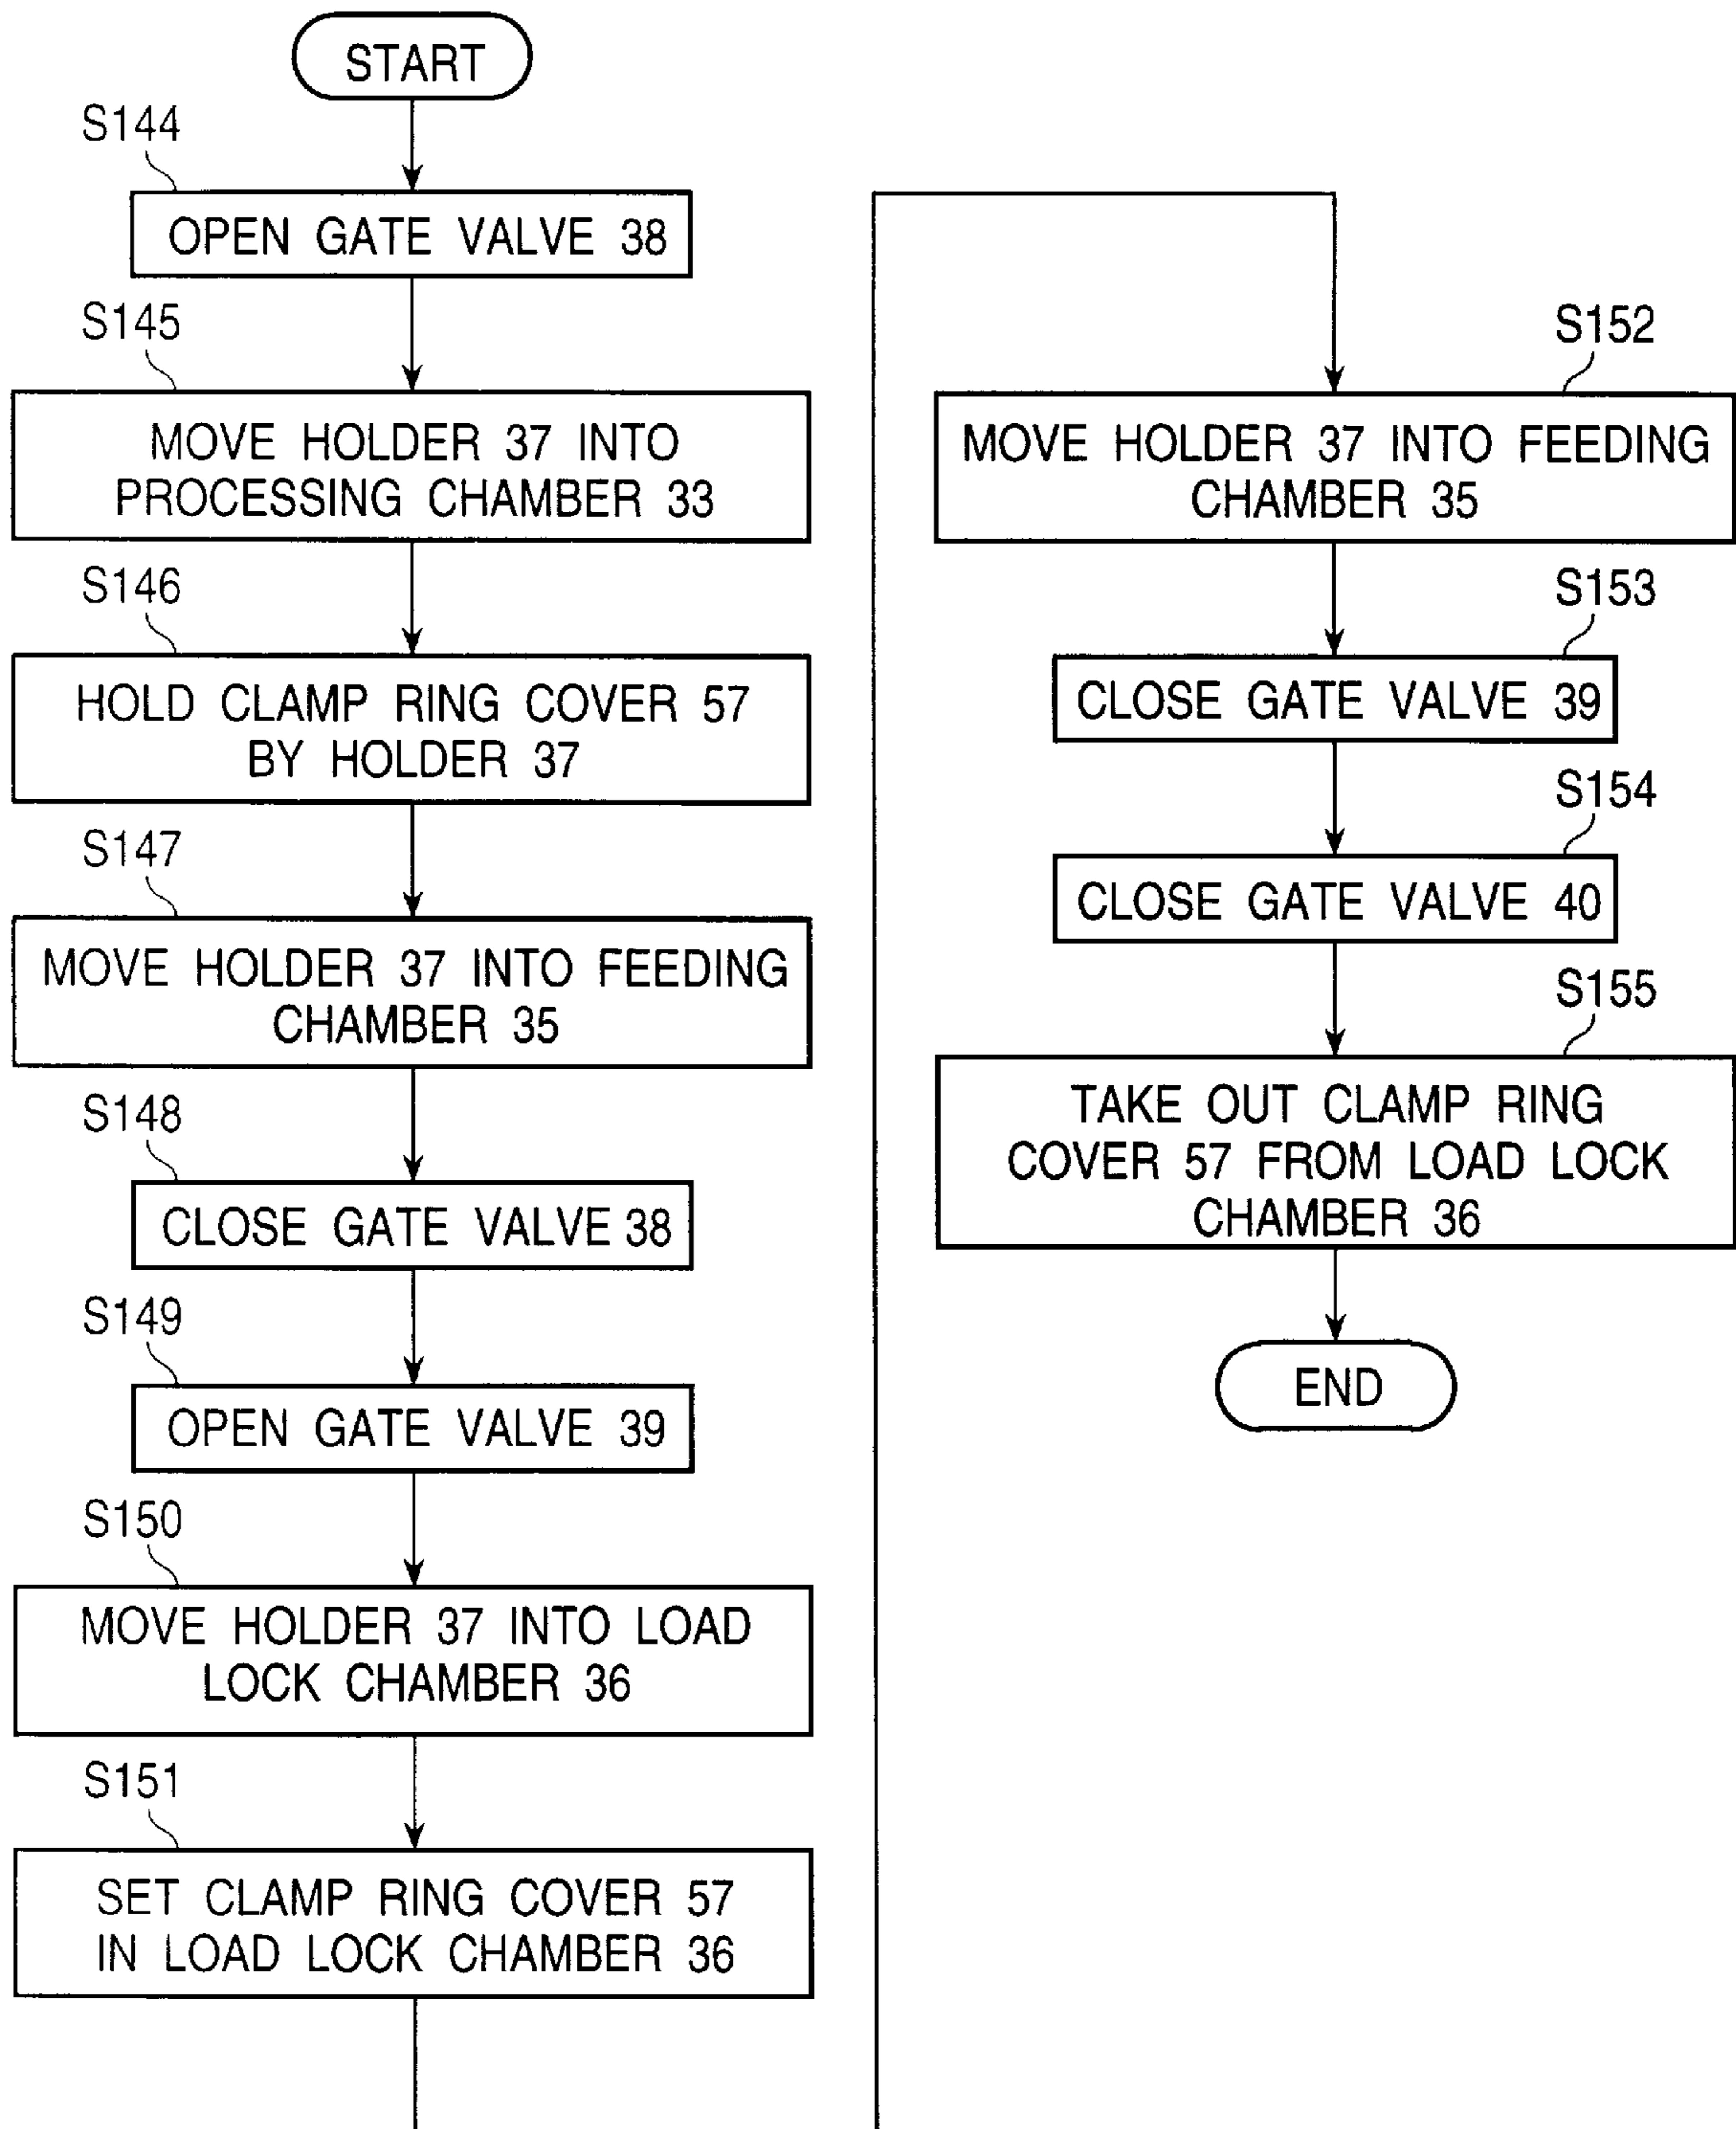 START
S144
OPEN GATE VALVE 38
S145
MOVE HOLDER 37 INTO
PROCESSING CHAMBER 33
S146
HOLD CLAMP RING COVER 57
BY HOLDER 37
S147
MOVE HOLDER 37 INTO FEEDING
CHAMBER 35
S148
CLOSE GATE VALVE 38
S149
OPEN GATE VALVE 39
S150
MOVE HOLDER 37 INTO LOAD
LOCK CHAMBER 36
S151
SET CLAMP RING COVER 57
IN LOAD LOCK CHAMBER 36
S152
MOVE HOLDER 37 INTO FEEDING
CHAMBER 35
S153
CLOSE GATE VALVE 39
S154
CLOSE GATE VALVE 40
S155
TAKE OUT CLAMP RING
COVER 57 FROM LOAD LOCK
CHAMBER 36
END